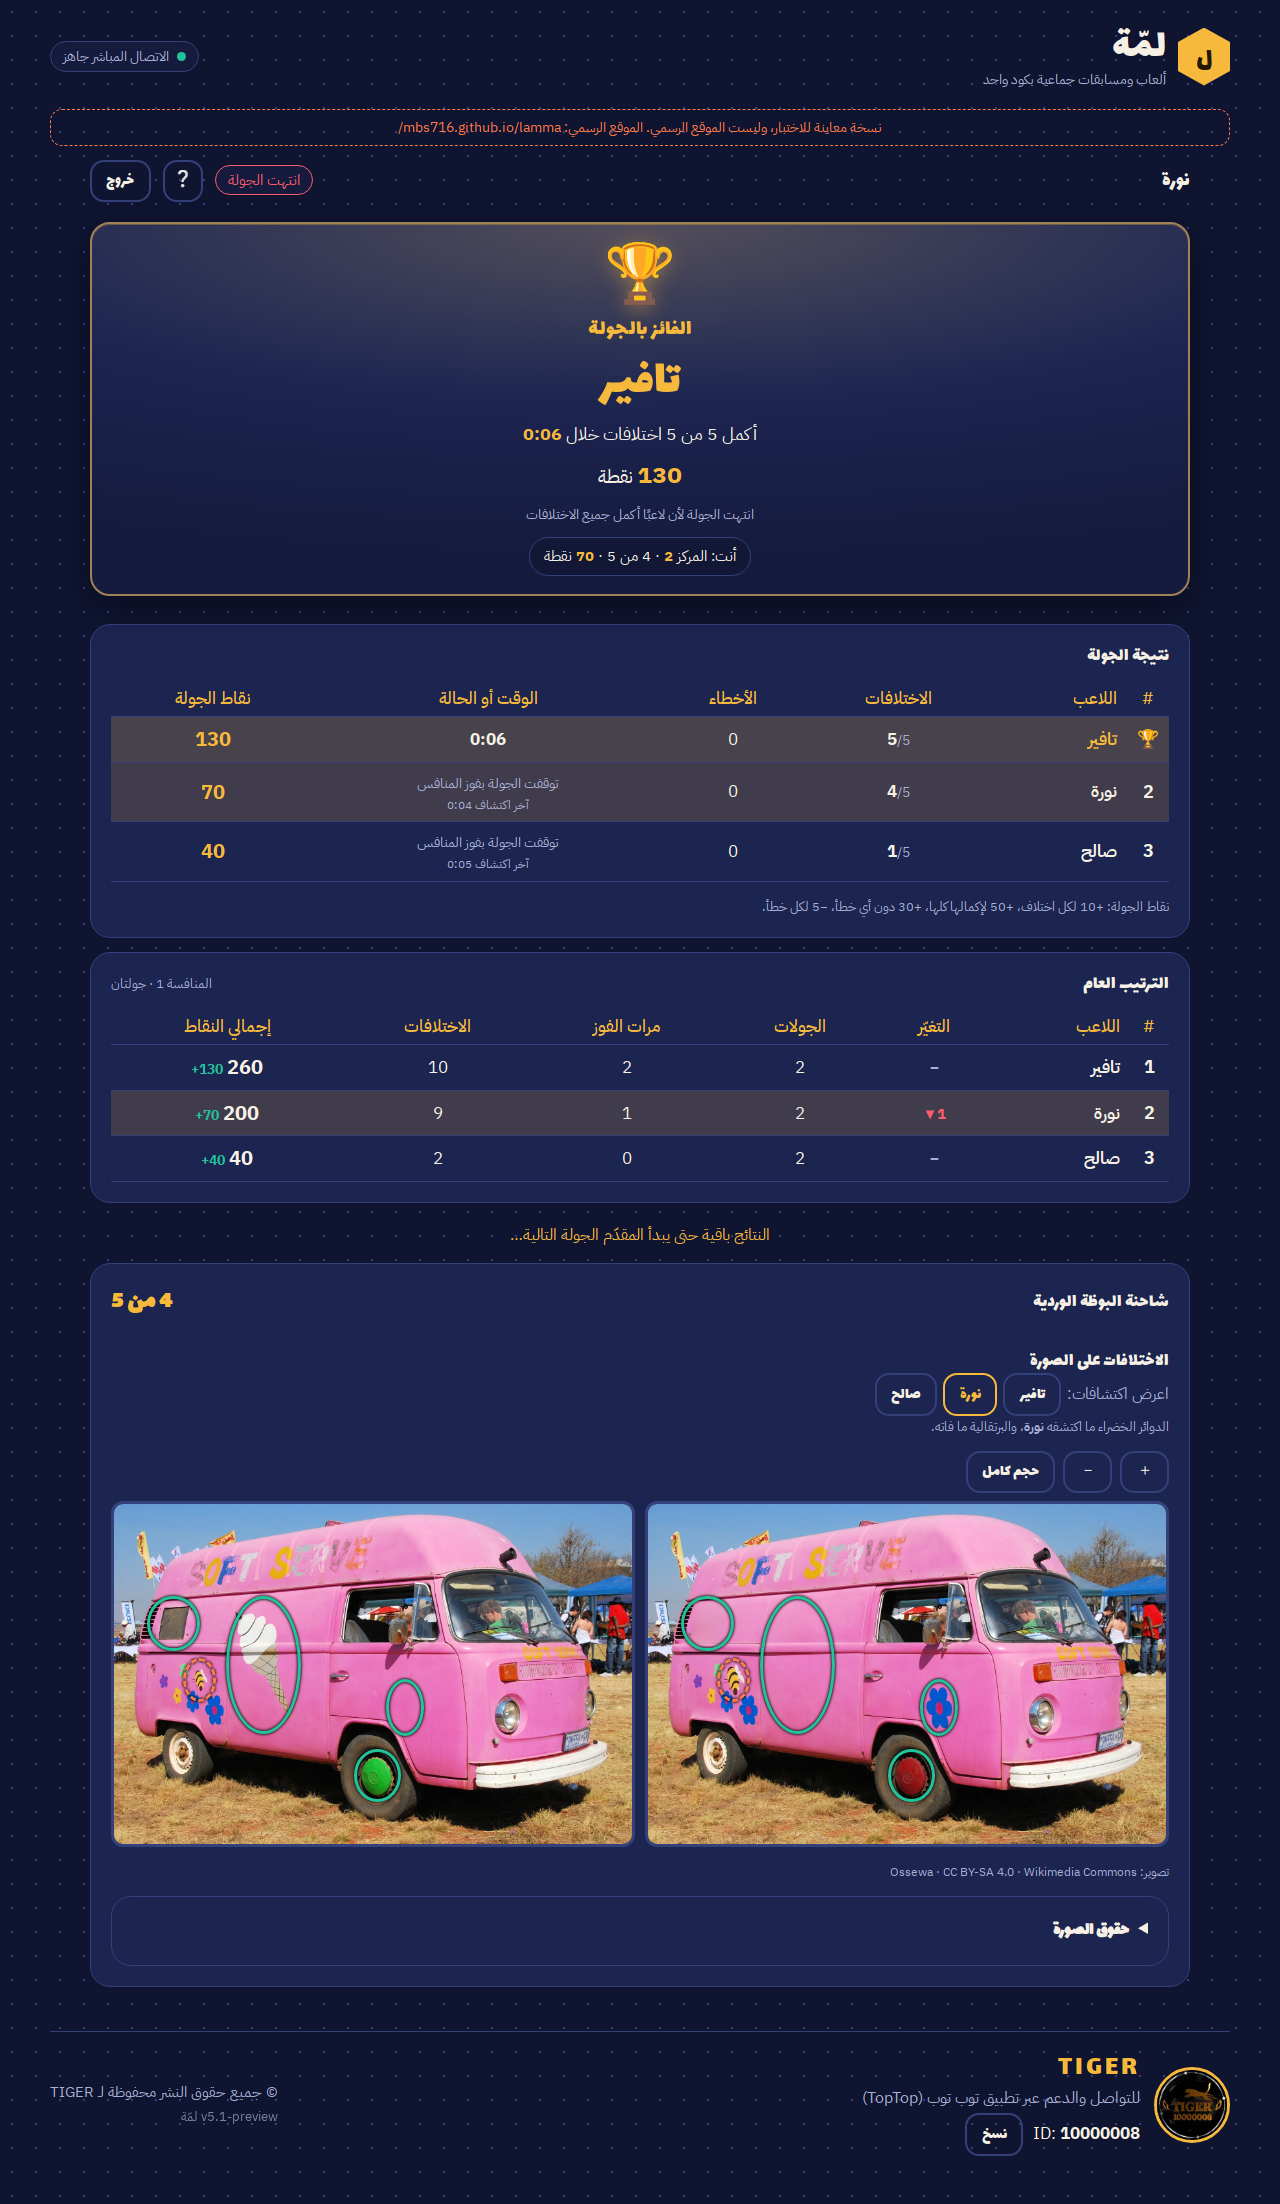 ل
لمّة
ألعاب ومسابقات جماعية بكود واحد
الاتصال المباشر جاهز
نسخة معاينة للاختبار، وليست الموقع الرسمي. الموقع الرسمي: mbs716.github.io/lamma/
نورة
انتهت الجولة
?
خروج
الفائز بالجولة
تافير
أكمل 5 من 5 اختلافات خلال 0:06
130 نقطة
انتهت الجولة لأن لاعبًا أكمل جميع الاختلافات
أنت: المركز 2 · 4 من 5 · 70 نقطة
نتيجة الجولة
# اللاعب الاختلافات الأخطاء الوقت أو الحالة نقاط الجولة
تافير 5/5 0 0:06 130
2 نورة 4/5 0 توقفت الجولة بفوز المنافس 70
آخر اكتشاف 0:04
3 صالح 1/5 0 توقفت الجولة بفوز المنافس 40
آخر اكتشاف 0:05
نقاط الجولة: +10 لكل اختلاف، +50 لإكمالها كلها، +30 دون أي خطأ، −5 لكل خطأ.
الترتيب العام
المنافسة 1 · جولتان
# اللاعب التغيّر الجولات مرات الفوز الاختلافات إجمالي النقاط
1 تافير – 2 2 10 260 +130
2 نورة ▼1 2 1 9 200 +70
3 صالح – 2 0 2 40 +40
النتائج باقية حتى يبدأ المقدّم الجولة التالية...
شاحنة البوظة الوردية
4 من 5
الاختلافات على الصورة
اعرض اكتشافات: تافير نورة صالح
الدوائر الخضراء ما اكتشفه نورة، والبرتقالية ما فاته.
+ − حجم كامل
SOFT SERVE
SOFT SERVE
تصوير: Ossewa · CC BY-SA 4.0 · Wikimedia Commons
حقوق الصورة
TIGER
10000008
TIGER
للتواصل والدعم عبر تطبيق توب توب (TopTop)
ID: 10000008 نسخ
© جميع حقوق النشر محفوظة لـ TIGER
لمّة v5.1-preview